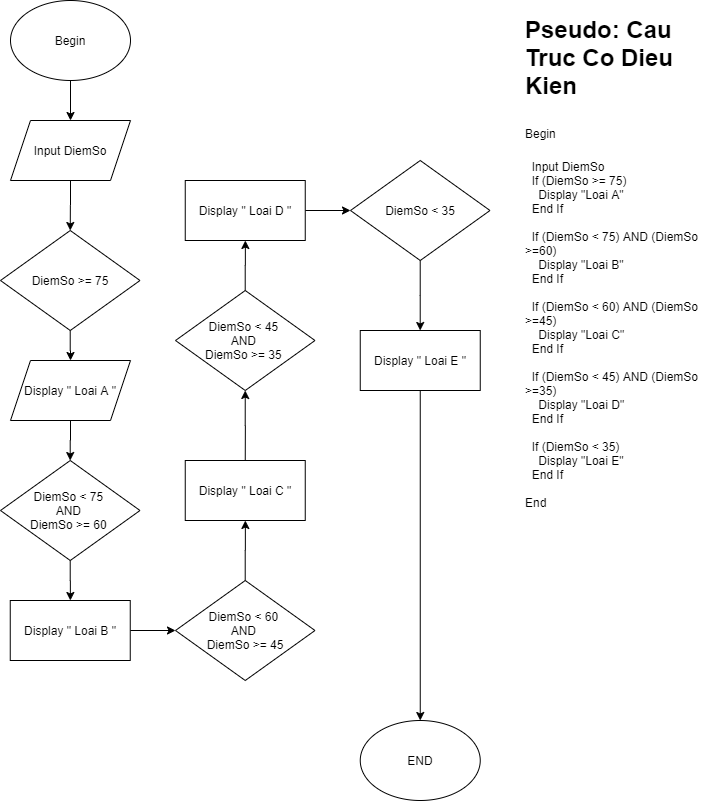 Begin
Input DiemSo
DiemSo >= 75
Display " Loai A "
DiemSo < 75
AND
DiemSo >= 60
Display " Loai B "
DiemSo < 60
AND
DiemSo >= 45
Display " Loai C "
DiemSo < 45
AND
DiemSo >= 35
Display " Loai D "
DiemSo < 35
Display " Loai E "
END
Pseudo: Cau
Truc Co Dieu
Kien
Begin
Input DiemSo
If (DiemSo >= 75)
Display "Loai A"
End If
If (DiemSo < 75) AND (DiemSo
>=60)
Display "Loai B"
End If
If (DiemSo < 60) AND (DiemSo
>=45)
Display "Loai C"
End If
If (DiemSo < 45) AND (DiemSo
>=35)
Display "Loai D"
End If
If (DiemSo < 35)
Display "Loai E"
End If
End